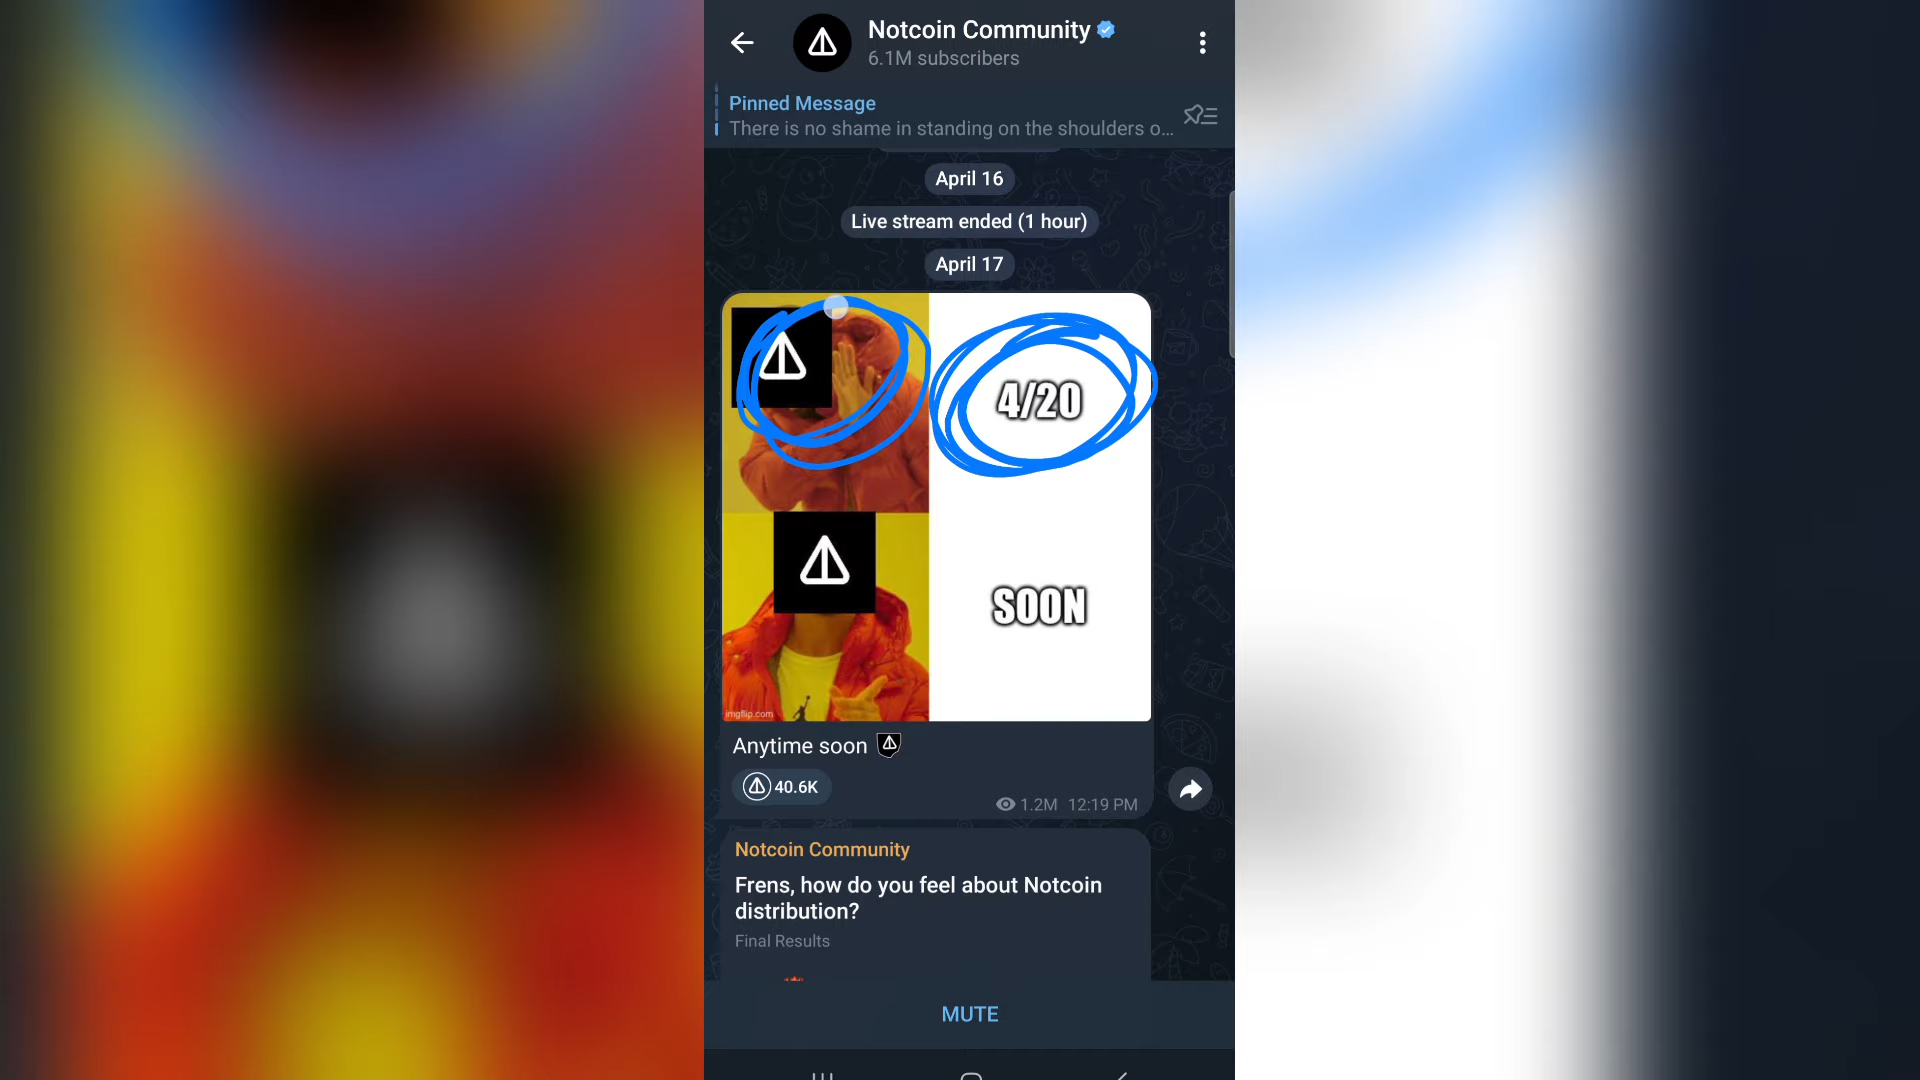 Notcoin Community
6.1M subscribers
Pinned Message
There is no shame in standing on the shoulders o...
April 16
Live stream ended (1 hour)
April 17
4/20
SOON
imgflip.com
Anytime soon
40.6K
1.2M 12:19 PM
Notcoin Community
Frens, how do you feel about Notcoin
distribution?
Final Results
MUTE